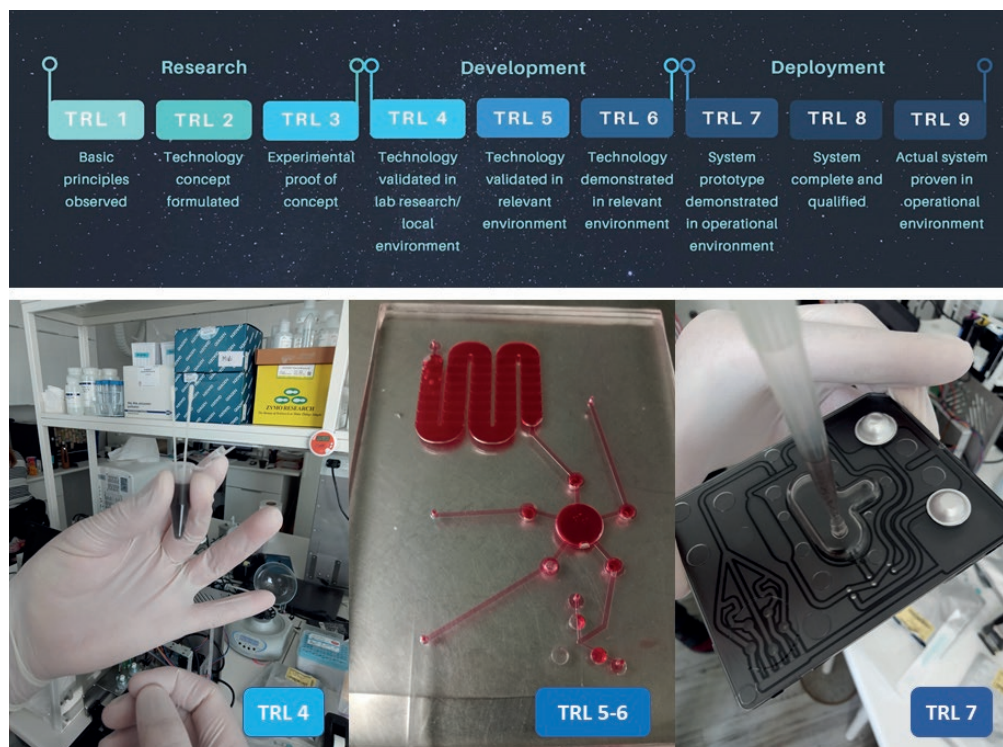 Research
Development
Deployment
TRL 1
TRL 2
TRL 3
TRL 4
TRL 5
TRL 6
TRL 7
TRL 8
TRL 9
Basic
principles
observed
Technology
concept
formulated
Experimental
proof of
concept
Technology
validated in
lab research/
local
environment
Technology
validated in
relevant
environment
Technology
demonstrated
in relevant
environment
System
prototype
demonstrated
in operational
environment
System
complete and
qualified
Actual system
proven in
operational
environment
ZYMO RESEARCH
TRL 4
TRL 5-6
TRL 7